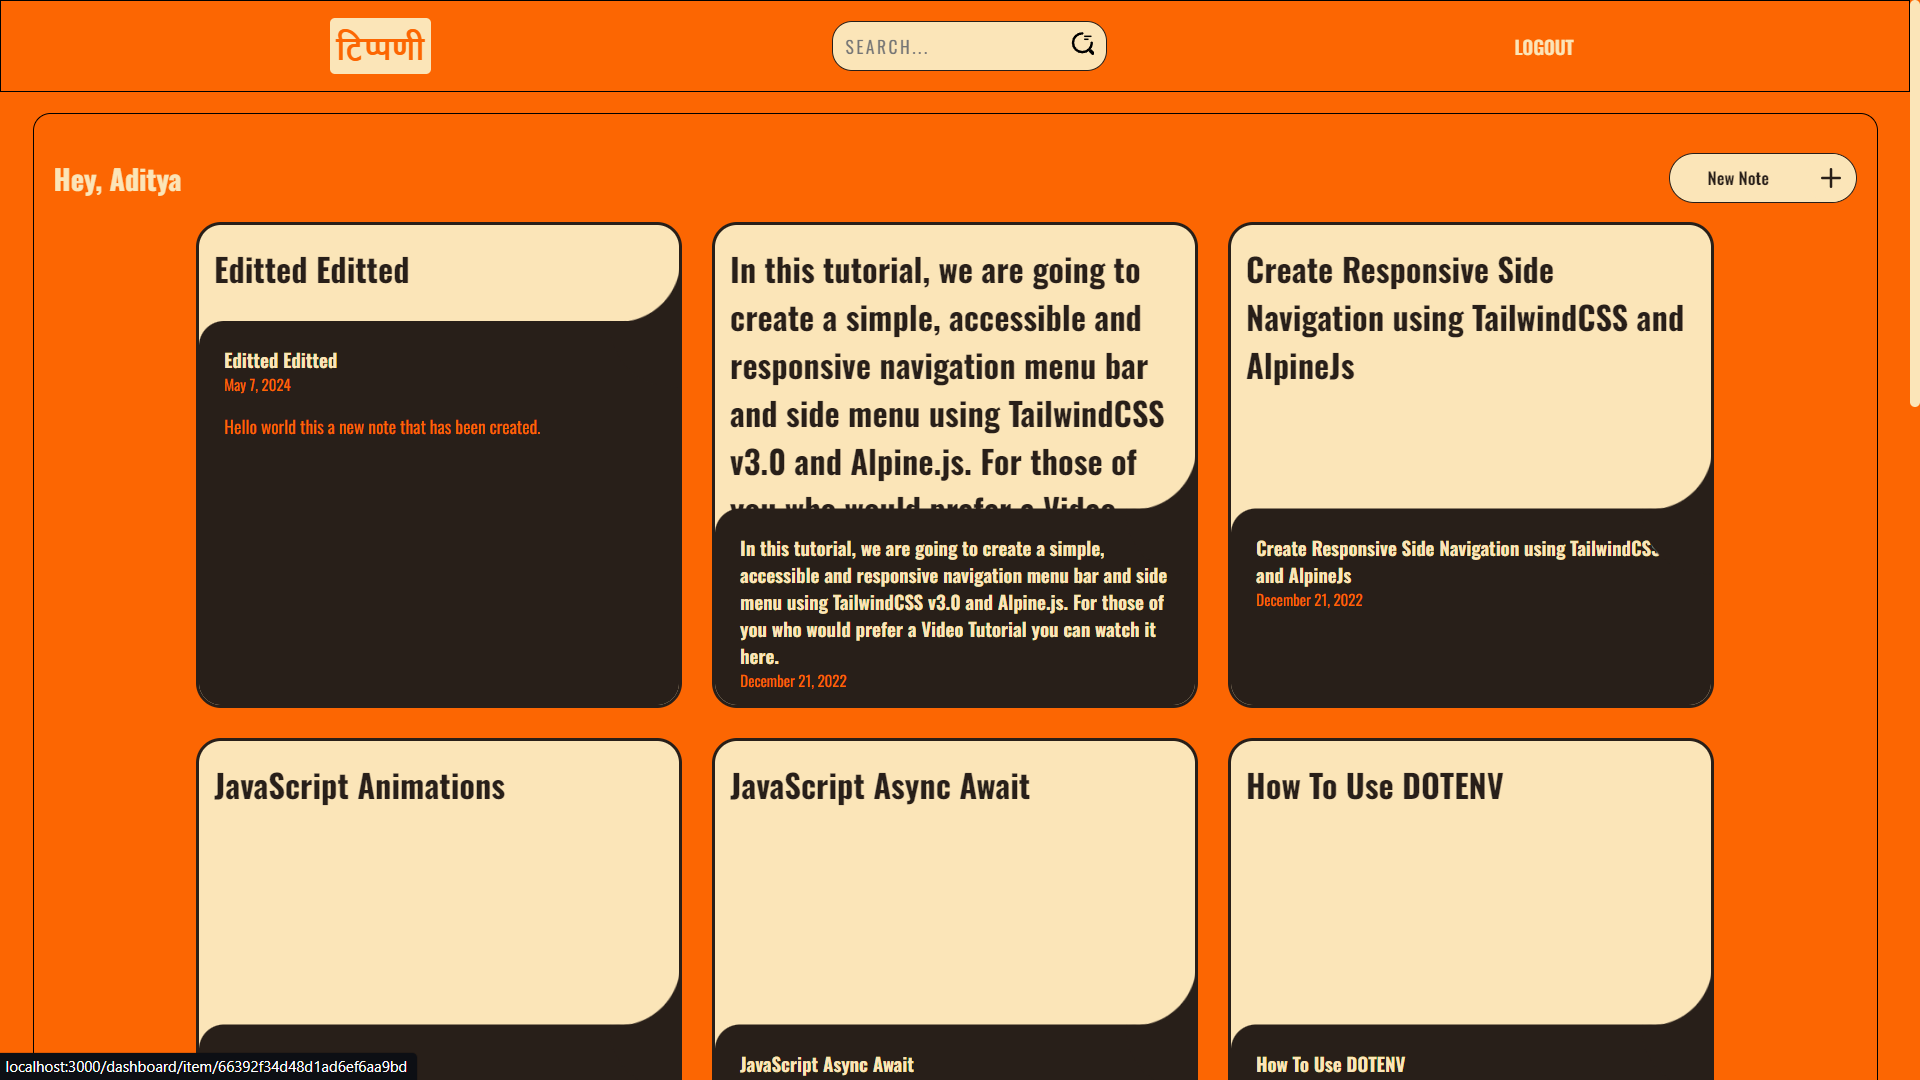 टिप्पणी
SEARCH...
LOGOUT
Hey, Aditya
New Note
Editted Editted
Editted Editted
May 7, 2024
Hello world this a new note that has been created.
In this tutorial, we are going to
create a simple, accessible and
responsive navigation menu bar
and side menu using TailwindCSS
v3.0 and Alpine.js. For those of
you who would prefer a Video
In this tutorial, we are going to create a simple,
accessible and responsive navigation menu bar and side
menu using TailwindCSS v3.0 and Alpine.js. For those of
you who would prefer a Video Tutorial you can watch it
here.
December 21, 2022
Create Responsive Side
Navigation using TailwindCSS and
AlpineJs
Create Responsive Side Navigation using TailwindCSS
and AlpineJs
December 21, 2022
JavaScript Animations
JavaScript Async Await
JavaScript Async Await
How To Use DOTENV
How To Use DOTENV
localhost:3000/dashboard/item/66392f34d48d1ad6ef6aa9bd